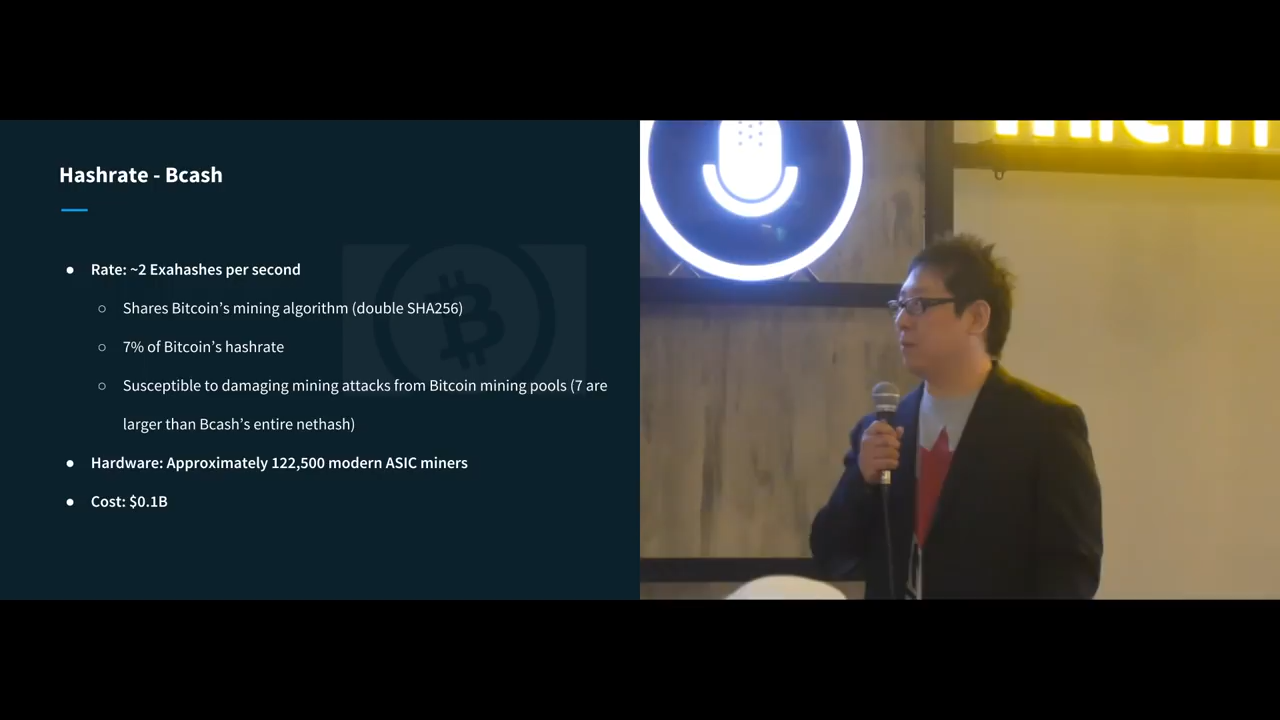 Hashrate - Bcash
● Rate: ~2 Exahashes per second
○ Shares Bitcoin’s mining algorithm (double SHA256)
○ 7% of Bitcoin’s hashrate
○ Susceptible to damaging mining attacks from Bitcoin mining pools (7 are
larger than Bcash’s entire nethash)
● Hardware: Approximately 122,500 modern ASIC miners
● Cost: $0.1B